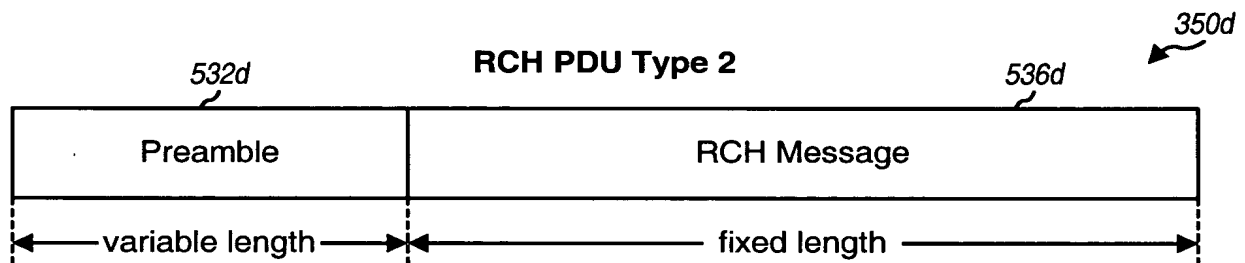 350d
RCH PDU Type 2
532d 536d
Preamble RCH Message
variable length fixed length